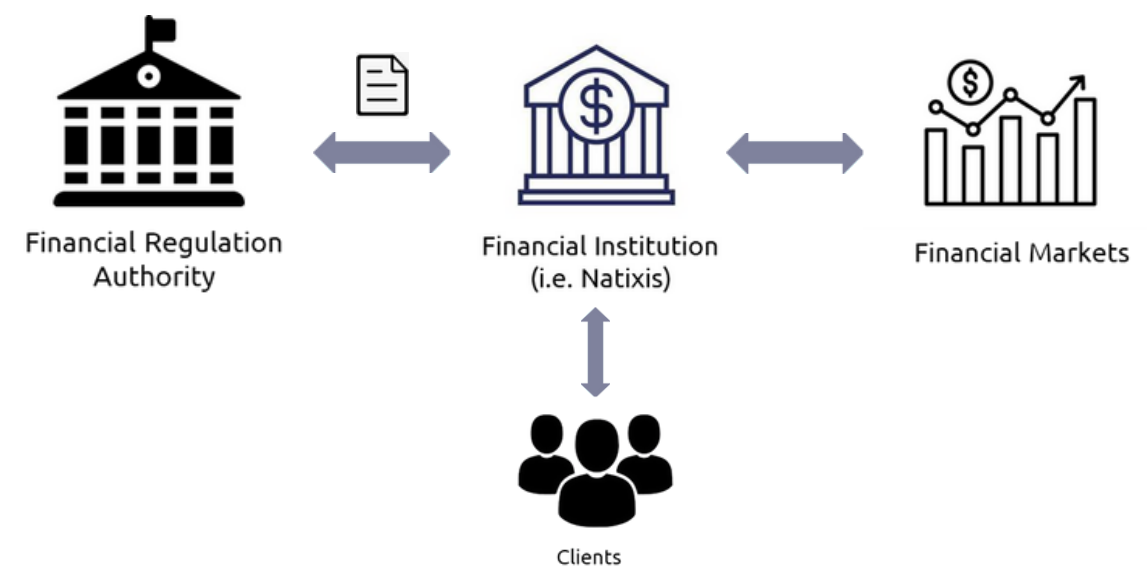 $
$
Financial Regulation
Authority
Financial Institution
(i.e. Natixis)
Financial Markets
Clients